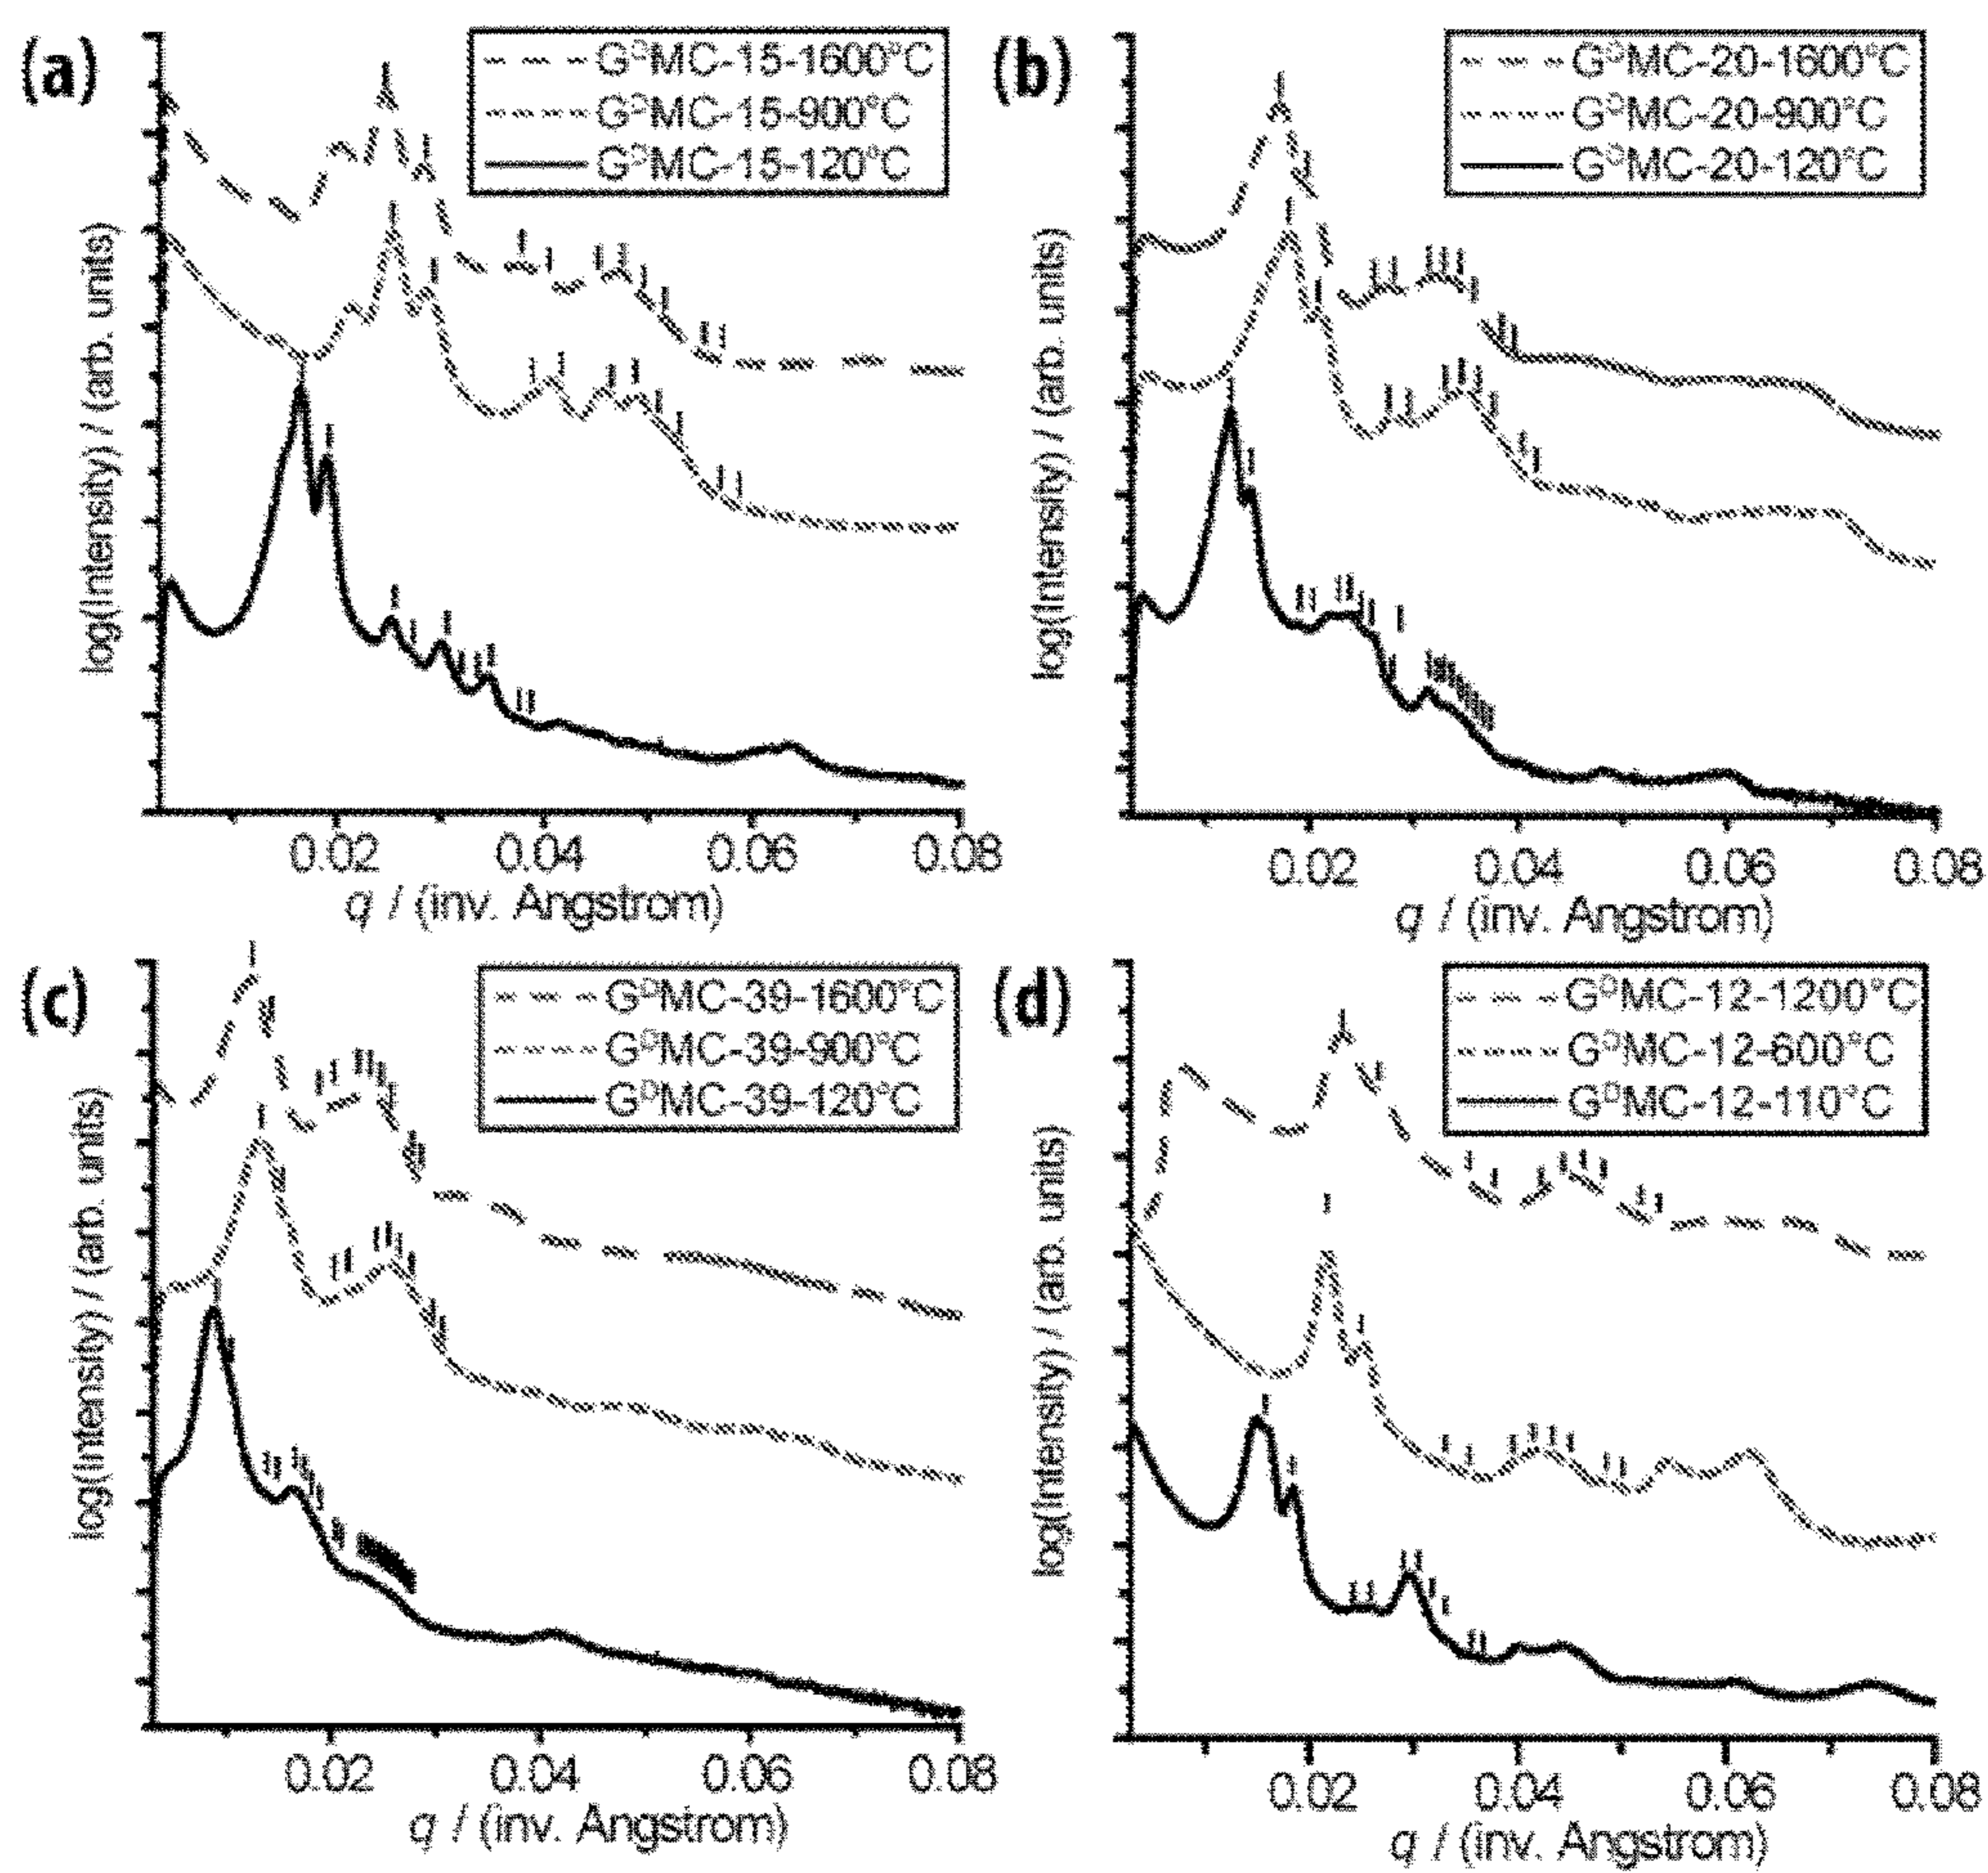 (a)
G^DMC-15-1600°C
G^DMC-15-900°C
G^DMC-15-120°C
log(Intensity) / (arb. units)
0.02 0.04 0.06 0.08
q / (inv. Angstrom)
(b)
G^DMC-20-1600°C
G^DMC-20-900°C
G^DMC-20-120°C
log(Intensity) / (arb. units)
0.02 0.04 0.06 0.08
q / (inv. Angstrom)
(c)
G^DMC-39-1600°C
G^DMC-39-900°C
G^DMC-39-120°C
log(Intensity) / (arb. units)
0.02 0.04 0.06 0.08
q / (inv. Angstrom)
(d)
G^DMC-12-1200°C
G^DMC-12-600°C
G^DMC-12-110°C
log(Intensity) / (arb. units)
0.02 0.04 0.06 0.08
q / (inv. Angstrom)